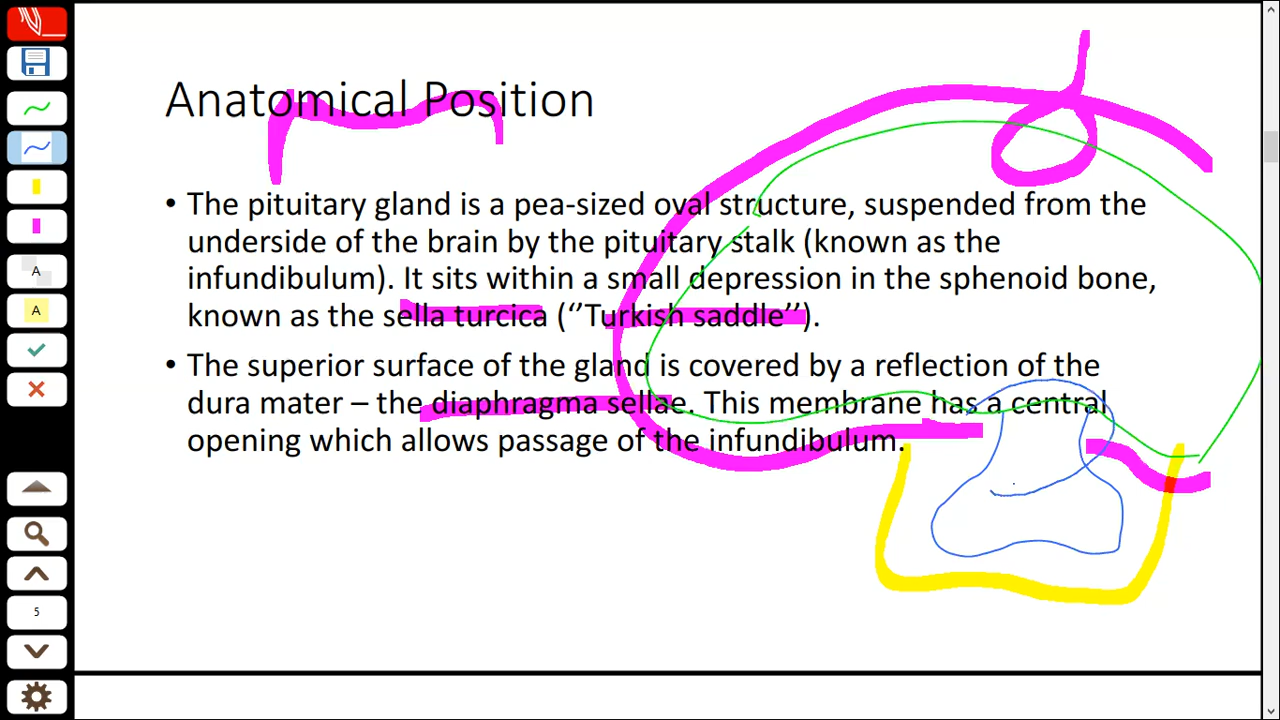 Anatomical Position
• The pituitary gland is a pea-sized oval structure, suspended from the
underside of the brain by the pituitary stalk (known as the
infundibulum). It sits within a small depression in the sphenoid bone,
known as the sella turcica (‘’Turkish saddle’’).
• The superior surface of the gland is covered by a reflection of the
dura mater – the diaphragma sellae. This membrane has a central
opening which allows passage of the infundibulum.
A
A
5